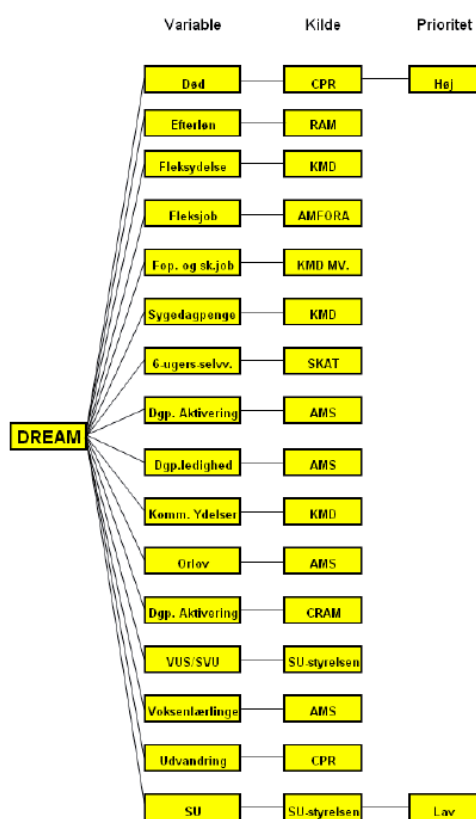 Variable Kilde Prioritet
Død CPR Høj
Efterløn RAM
Fleksydelse KMD
Fleksjob AMFORA
Fop. og sk.job KMD MV.
Sygedagpenge KMD
6-ugers-selvv. SKAT
Dgp. Aktivering AMS
DREAM
Dgp.ledighed AMS
Komm. Ydelser KMD
Orlov AMS
Dgp. Aktivering CRAM
VUS/SVU SU-styrelsen
Voksenlærlinge AMS
Udvandring CPR
SU SU-styrelsen Lav